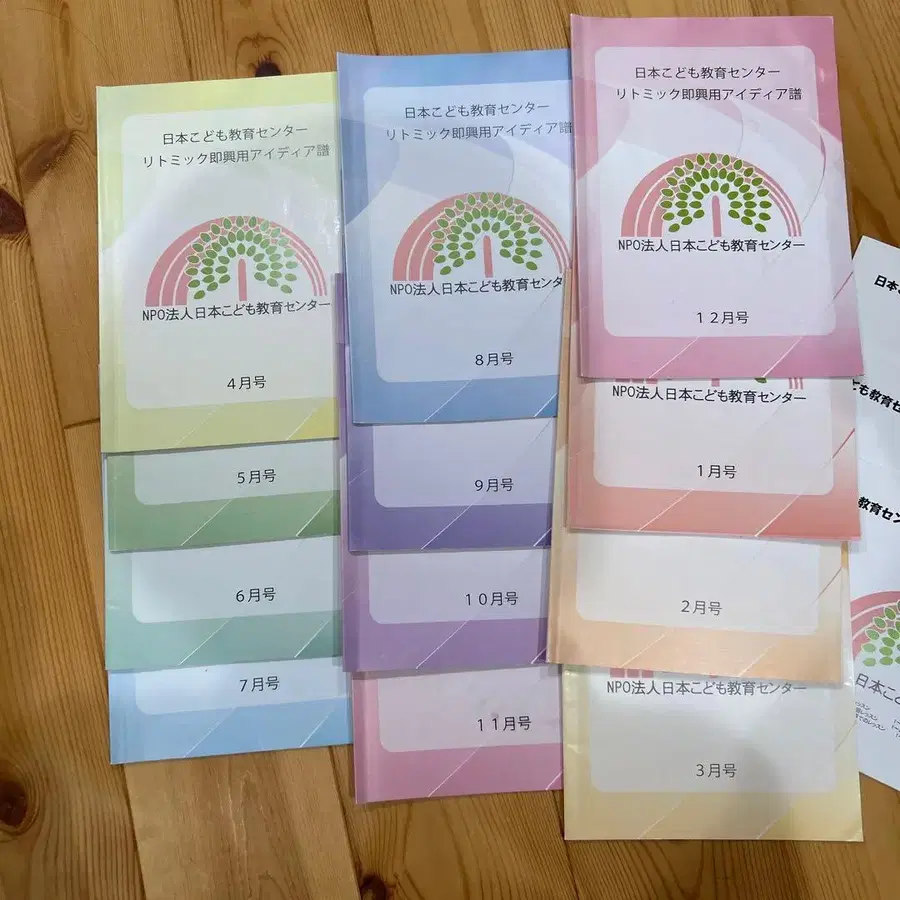 日本こども教育センター
リトミック即興用アイディア譜
NPO法人日本こども教育センター
4月号
5月号
6月号
7月号
日本こども教育センター
リトミック即興用アイディア譜
NPO法人日本こども教育センタ
8月号
9月号
10月号
11月号
日本こども教育センター
リトミック即興用アイディア譜
NPO法人日本こども教育センター
12月号
NPO法人日本こども教育センター
1月号
2月号
NPO法人日本こども教育センター
3月号
日本こ
ども教育セ
教育セン
日本こ